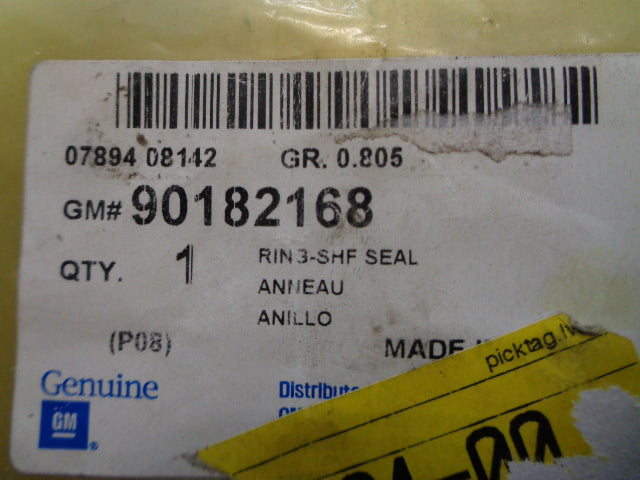 07894 08142 GR. 0.805
GM# 90182168
QTY. 1 RING-SHF SEAL
ANNEAU
ANILLO
(P08) MADE
picktag.
Genuine
GM ®